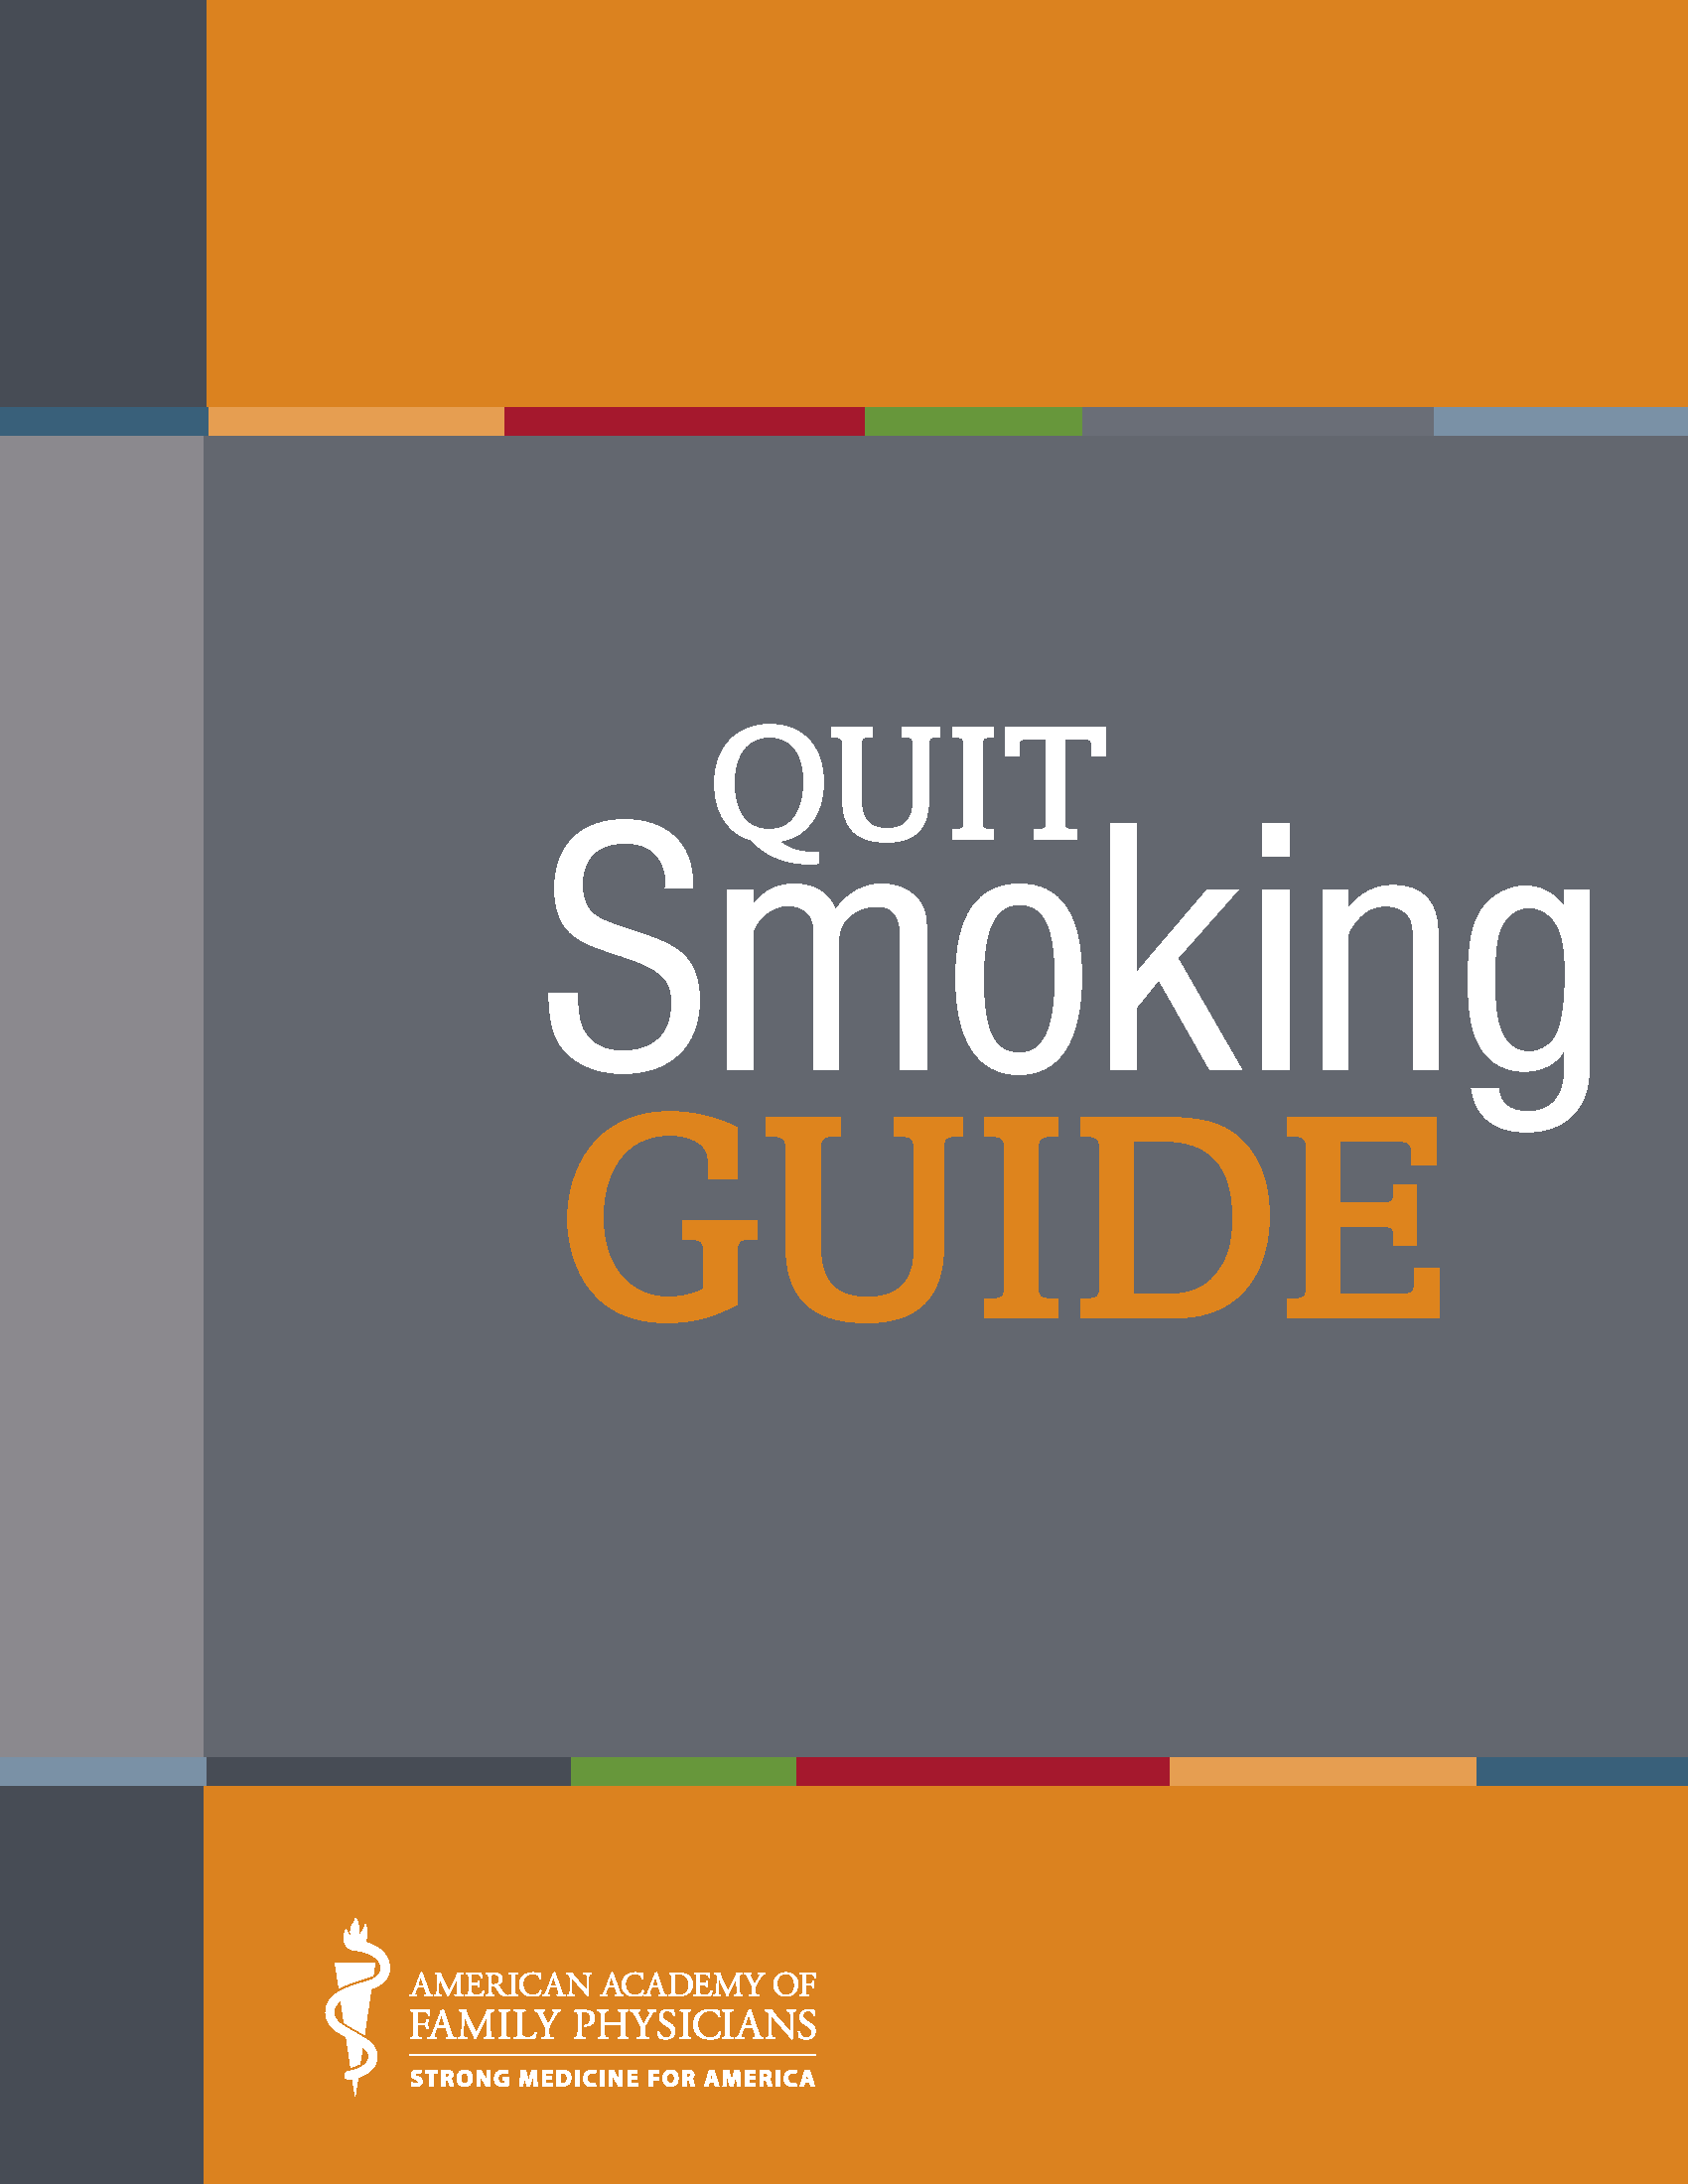 QUIT
Smoking
GUIDE
AMERICAN ACADEMY OF
FAMILY PHYSICIANS
STRONG MEDICINE FOR AMERICA